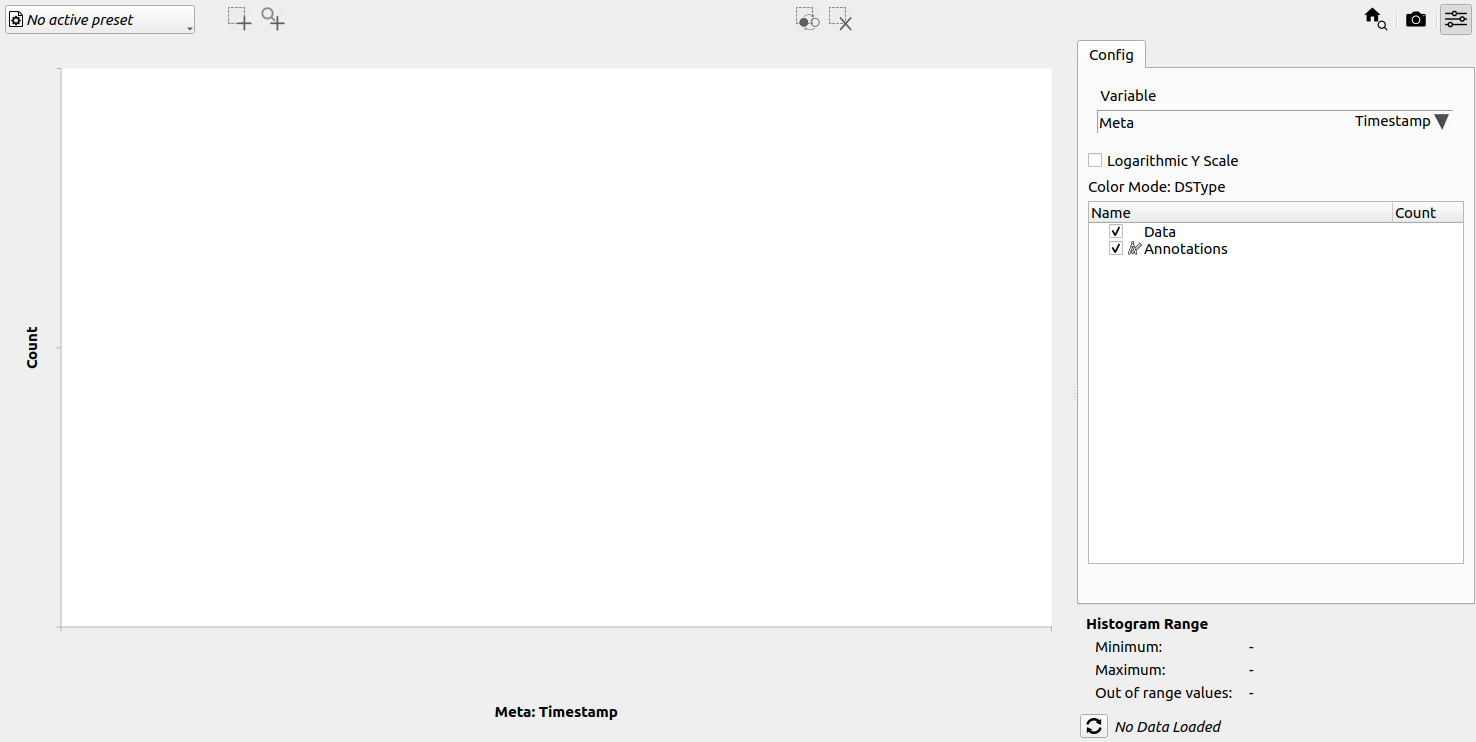 No active preset
Config
Variable
Meta Timestamp
Logarithmic Y Scale
Color Mode: DSType
Name Count
Data
Annotations
Count
Meta: Timestamp
Histogram Range
Minimum: -
Maximum: -
Out of range values: -
No Data Loaded